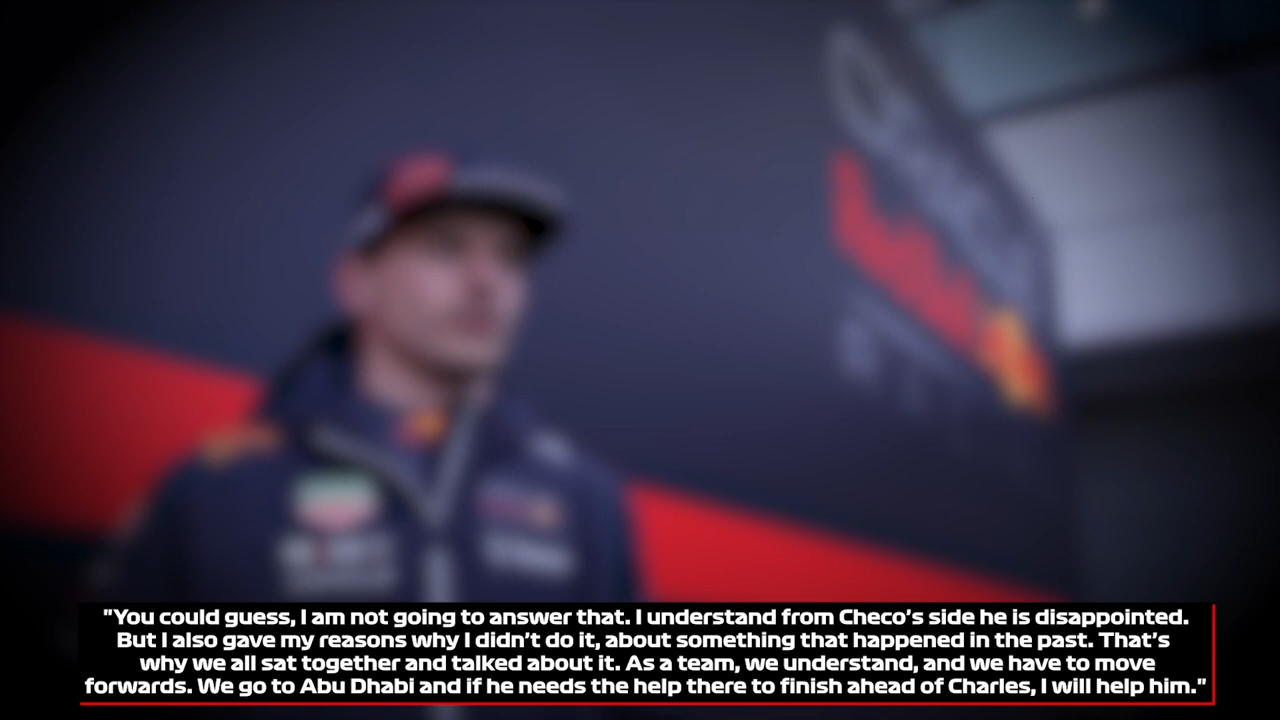 "You could guess, I am not going to answer that. I understand from Checo's side he is disappointed.
But I also gave my reasons why I didn't do it, about something that happened in the past. That's
why we all sat together and talked about it. As a team, we understand, and we have to move
forwards. We go to Abu Dhabi and if he needs the help there to finish ahead of Charles, I will help him."